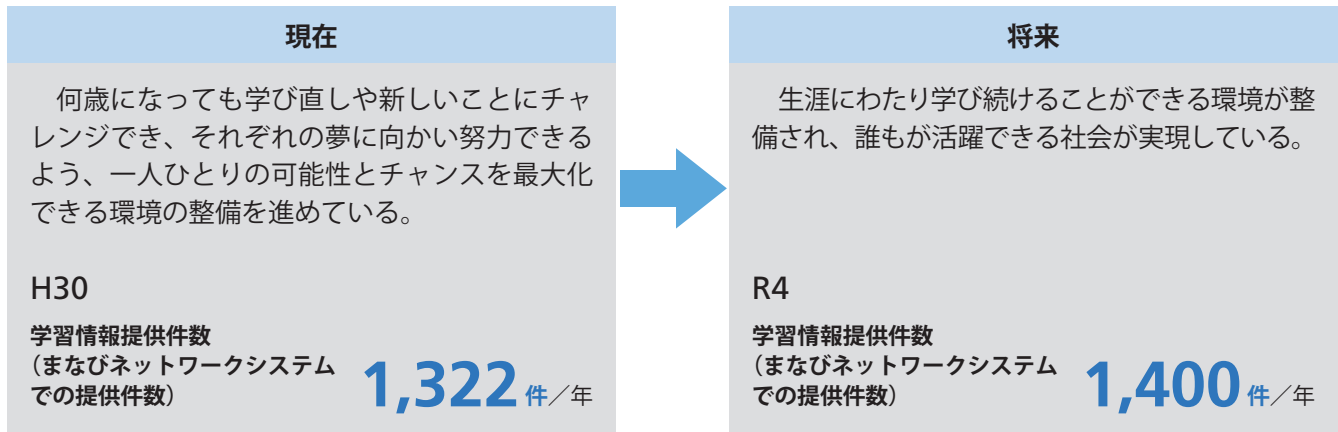 現在
何歳になっても学び直しや新しいことにチャ
レンジでき、それぞれの夢に向かい努力できる
よう、一人ひとりの可能性とチャンスを最大化
できる環境の整備を進めている。
H30
学習情報提供件数
（まなびネットワークシステム
での提供件数）
1,322件／年
将来
生涯にわたり学び続けることができる環境が整
備され、誰もが活躍できる社会が実現している。
R4
学習情報提供件数
（まなびネットワークシステム
での提供件数）
1,400件／年